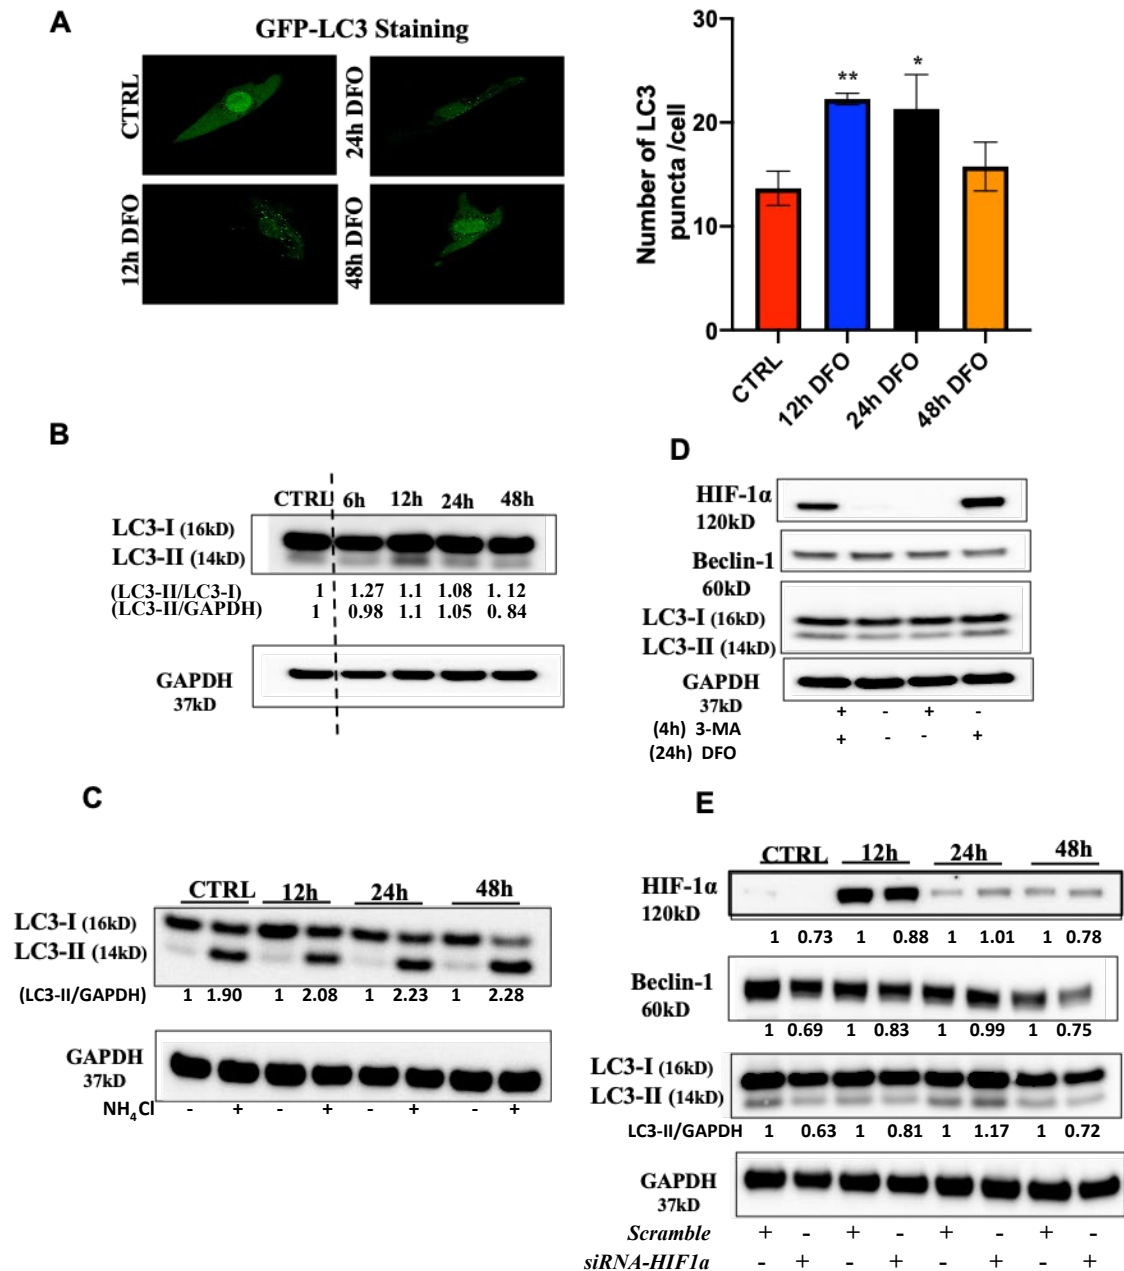 A
GFP-LC3 Staining
CTRL
24h DFO
12h DFO
48h DFO
Number of LC3
puncta /cell
30
20
10
0
**
*
CTRL
12h DFO
24h DFO
48h DFO
B
CTRL 6h 12h 24h 48h
LC3-I (16kD)
LC3-II (14kD)
(LC3-II/LC3-I) 1 1.27 1.1 1.08 1. 12
(LC3-II/GAPDH) 1 0.98 1.1 1.05 0. 84
GAPDH
37kD
D
HIF-1α
120kD
Beclin-1
60kD
LC3-I (16kD)
LC3-II (14kD)
GAPDH
37kD
(4h) 3-MA + - + -
(24h) DFO + - - +
C
CTRL 12h 24h 48h
LC3-I (16kD)
LC3-II (14kD)
(LC3-II/GAPDH) 1 1.90 1 2.08 1 2.23 1 2.28
GAPDH
37kD
NH₄Cl - + - + - + - +
E
CTRL 12h 24h 48h
HIF-1α
120kD
1 0.73 1 0.88 1 1.01 1 0.78
Beclin-1
60kD
1 0.69 1 0.83 1 0.99 1 0.75
LC3-I (16kD)
LC3-II (14kD)
LC3-II/GAPDH 1 0.63 1 0.81 1 1.17 1 0.72
GAPDH
37kD
Scramble + - + - + - + -
siRNA-HIF1a - + - + - + - +